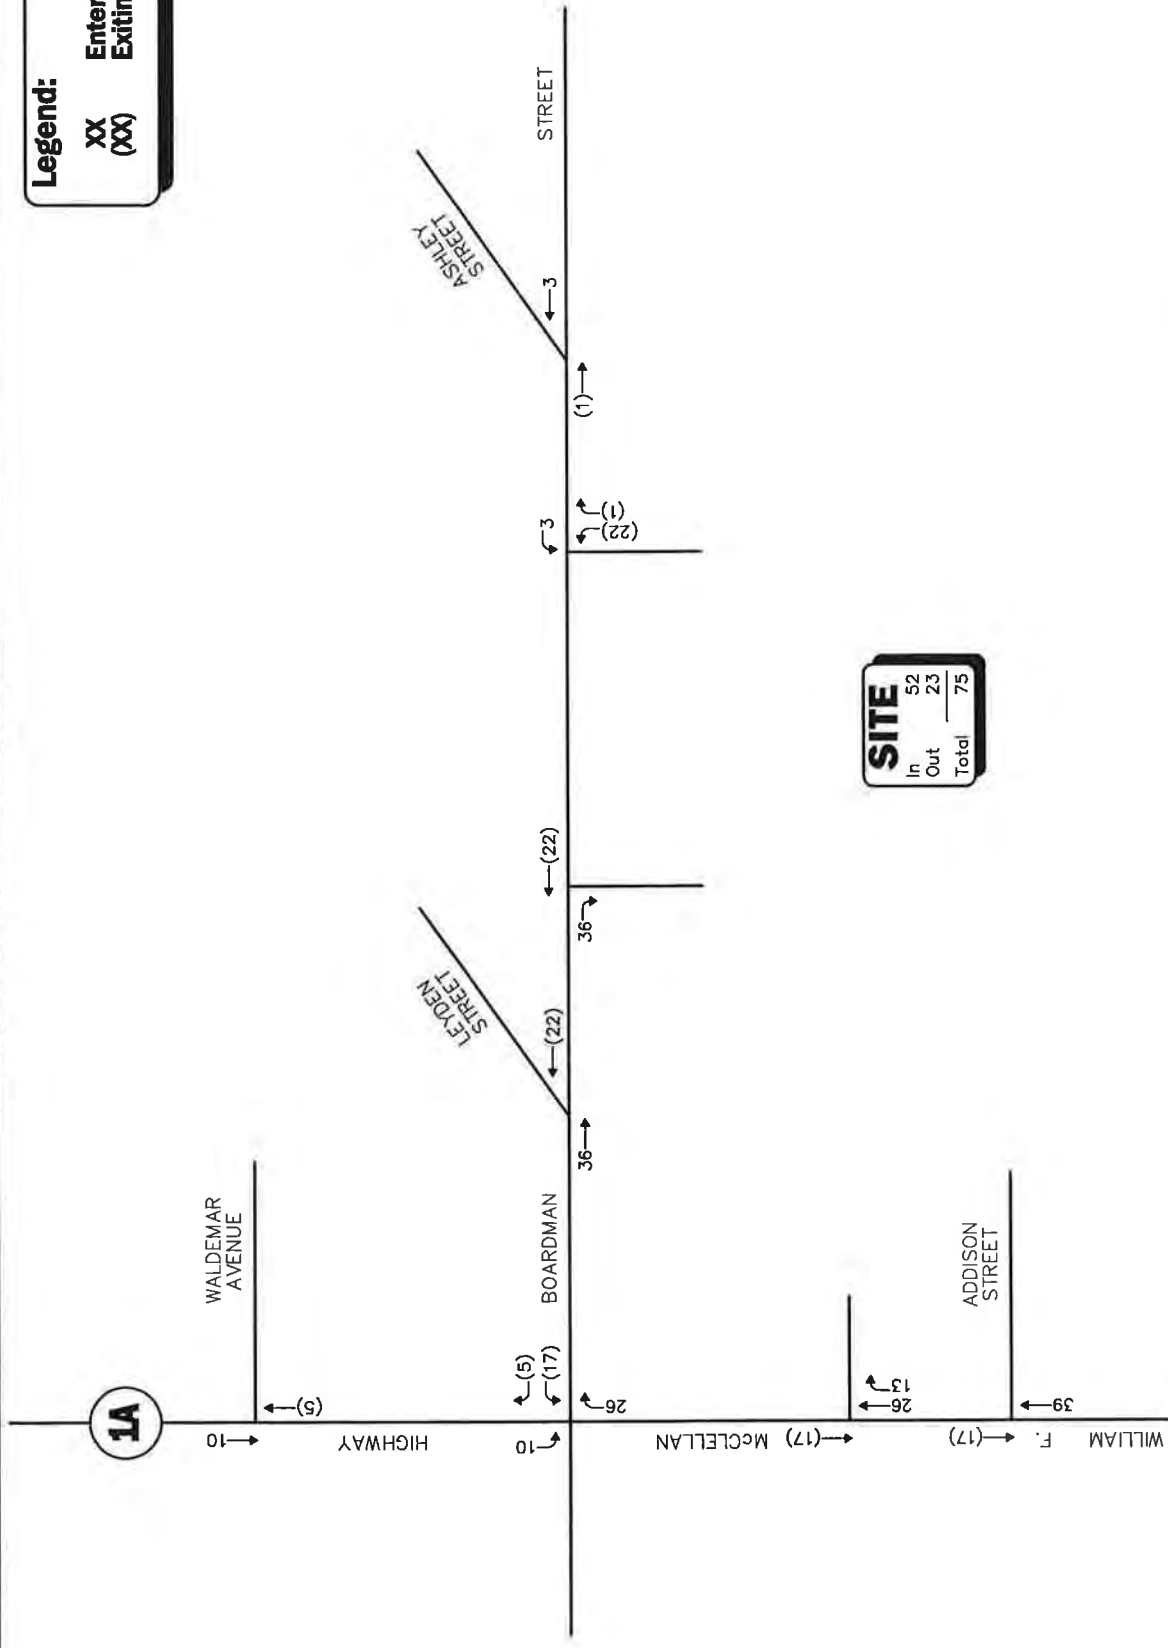 Legend:
XX Enter
(XX) Exitin
1A
WALDEMAR
AVENUE
10
(5)
HIGHWAY
LEYDEN
STREET
ASHLEY
STREET
STREET
BOARDMAN
(5)
(17)
10
26
36
(22)
36
(22)
3
(22)
(1)
(1)
3
McCLELLAN
(17)
26
13
ADDISON
STREET
(17)
39
F.
WILLIAM
SITE
In 52
Out 23
Total 75